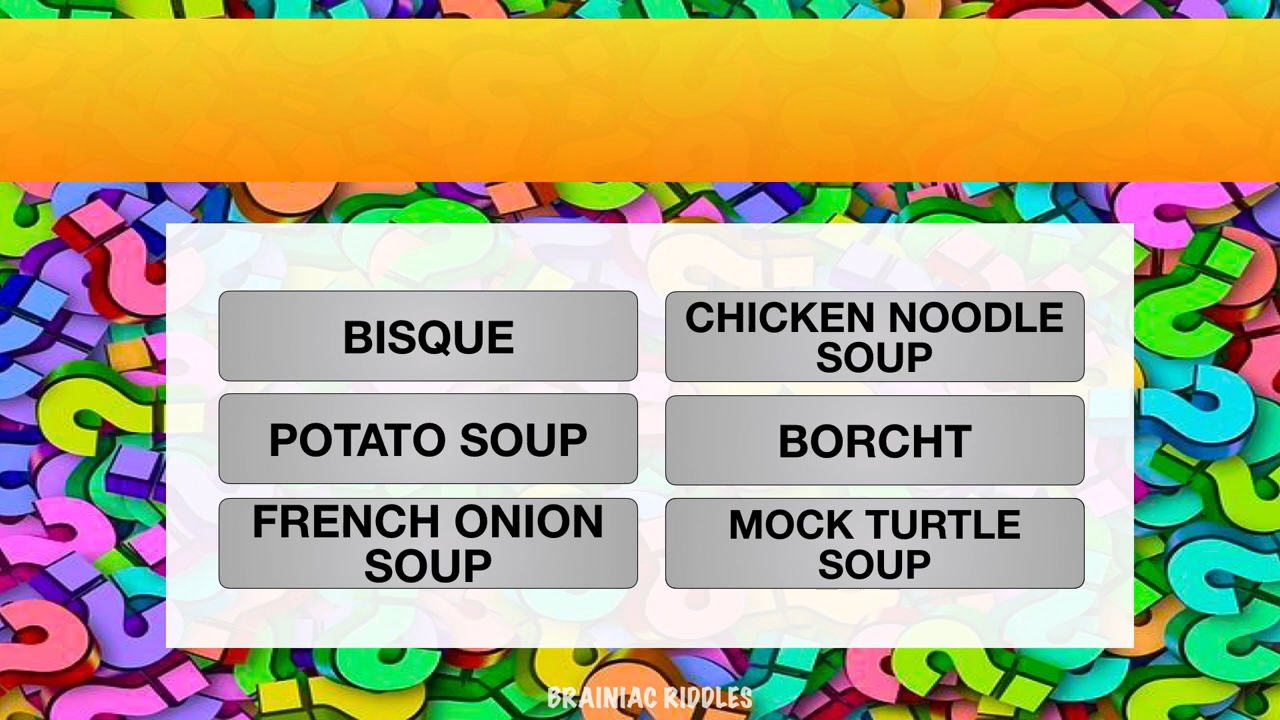 BISQUE
CHICKEN NOODLE
SOUP
POTATO SOUP
BORCHT
FRENCH ONION
SOUP
MOCK TURTLE
SOUP
BRAINIAC RIDDLES